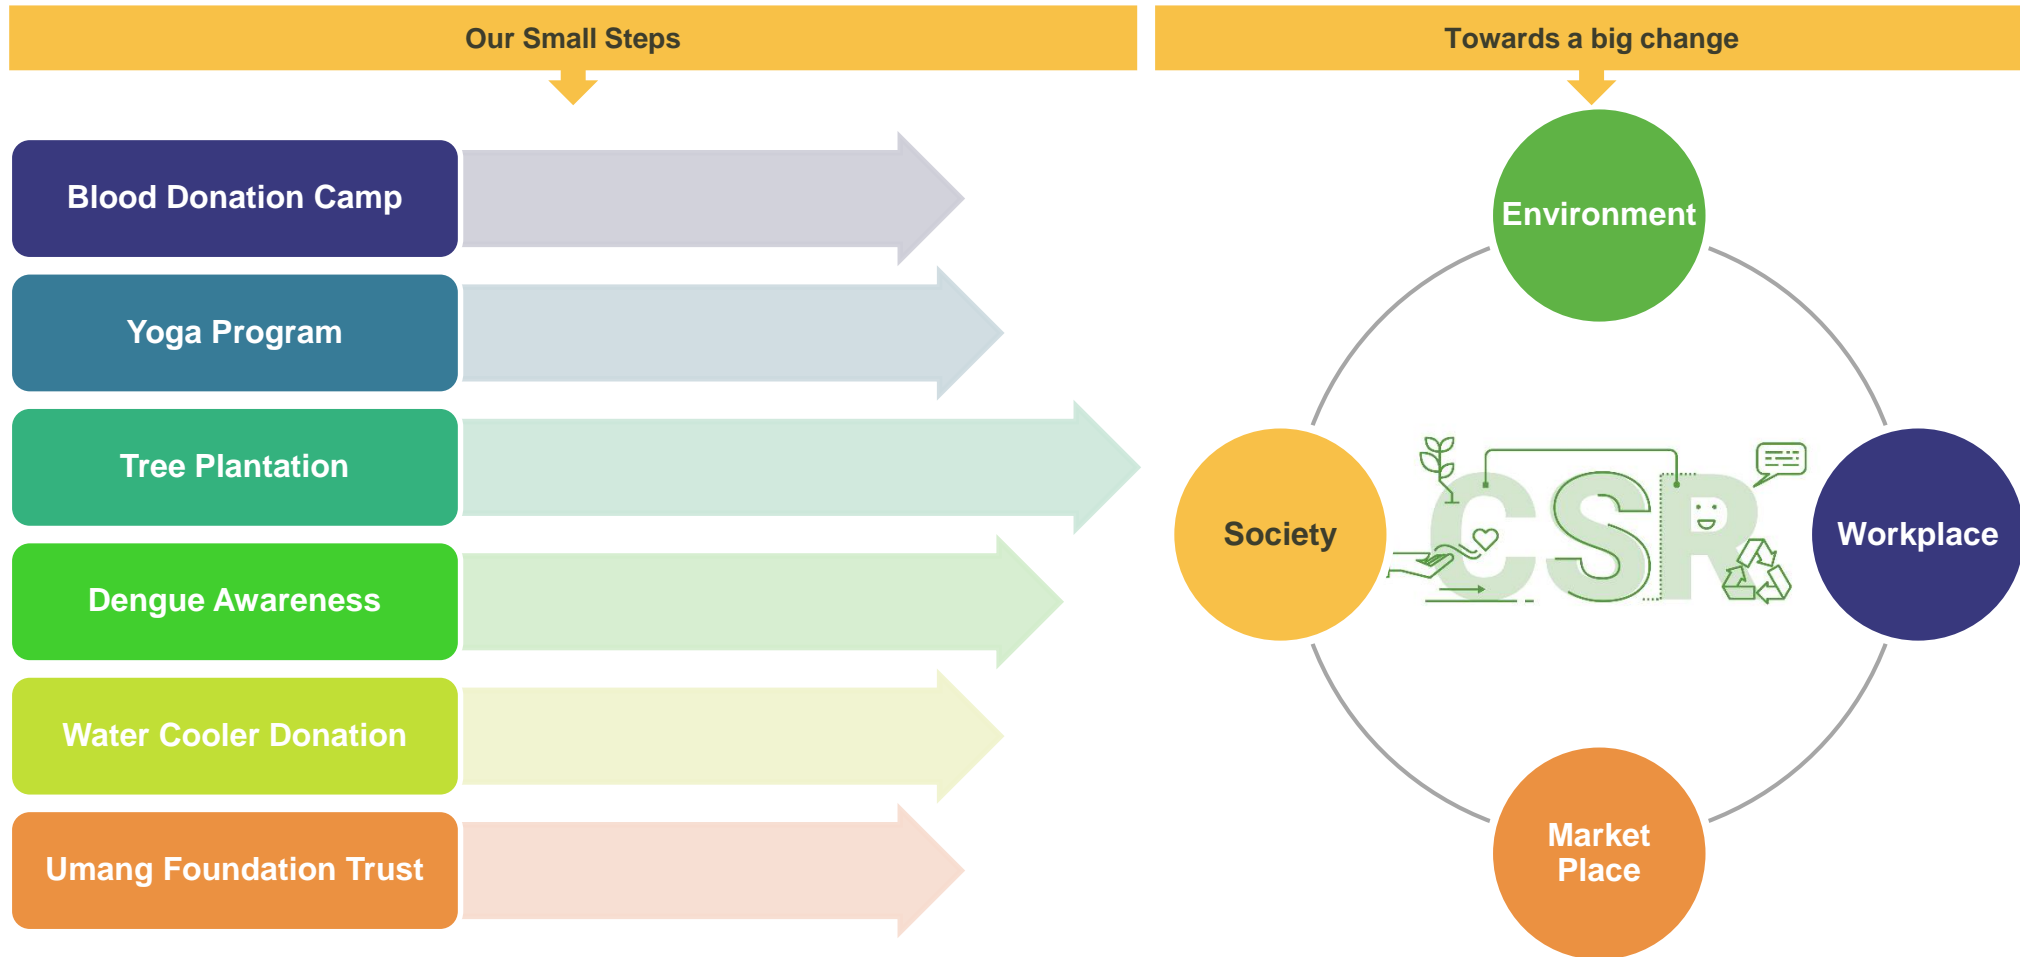 Our Small Steps
Towards a big change
Blood Donation Camp
Yoga Program
Tree Plantation
Dengue Awareness
Water Cooler Donation
Umang Foundation Trust
Environment
Society
CSR
Workplace
Market
Place